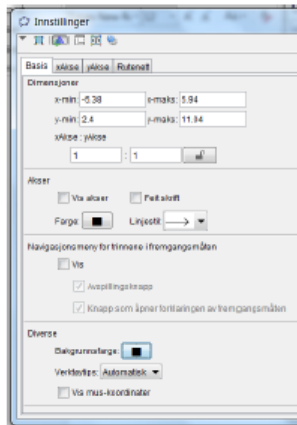 Innstillinger
Basis xAkse yAkse Rutenett
Dimensjoner
x-min: -5.38 x-maks: 5.94
y-min: 2.4 y-maks: 11.04
xAkse : yAkse
1 : 1
Akser
Vis akser Feit skrift
Farge: Linjestil:
Navigasjonsmeny for trinnene i fremgangsmåten
Vis
Avspillingsknapp
Knapp som åpner forklaringen av fremgangsmåten
Diverse
Bakgrunnsfarge:
Verktøytips: Automatisk
Vis mus-koordinater